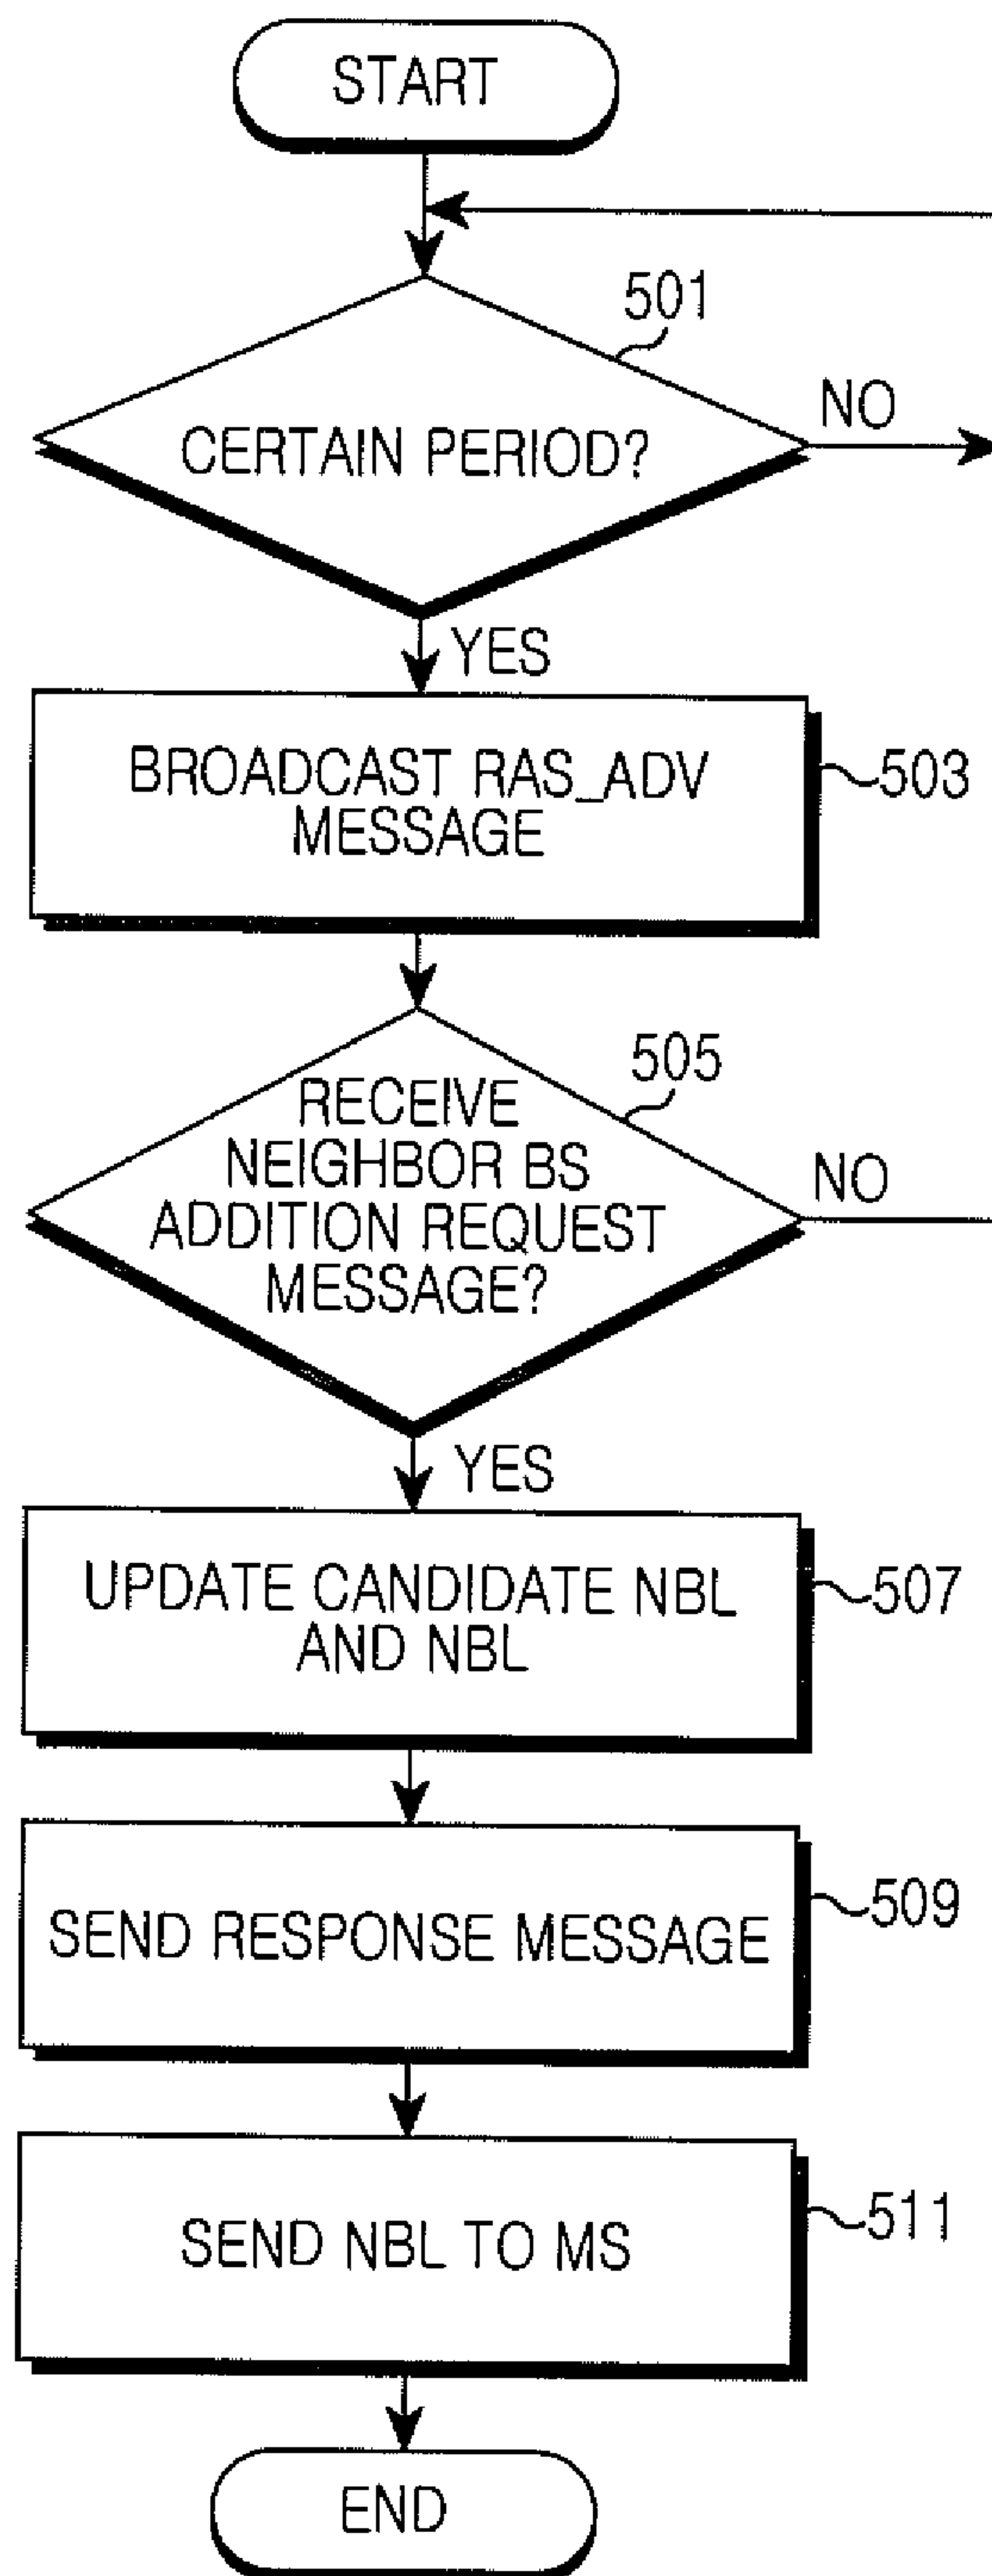 START
501
CERTAIN PERIOD?
NO
YES
BROADCAST RAS_ADV
MESSAGE
503
505
RECEIVE
NEIGHBOR BS
ADDITION REQUEST
MESSAGE?
NO
YES
UPDATE CANDIDATE NBL
AND NBL
507
SEND RESPONSE MESSAGE
509
SEND NBL TO MS
511
END